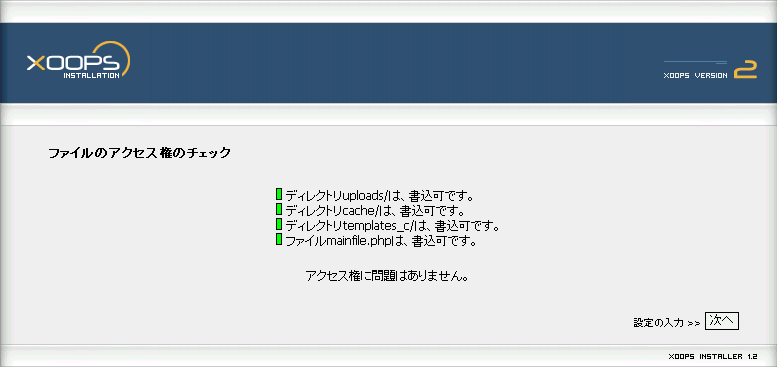 XOOPS
INSTALLATION
XOOPS VERSION 2
ファイルのアクセス権のチェック
ディレクトリuploads/は、書込可です。
ディレクトリcache/は、書込可です。
ディレクトリtemplates_c/は、書込可です。
ファイルmainfile.phpは、書込可です。
アクセス権に問題はありません。
設定の入力 >> 次へ
XOOPS INSTALLER 1.2